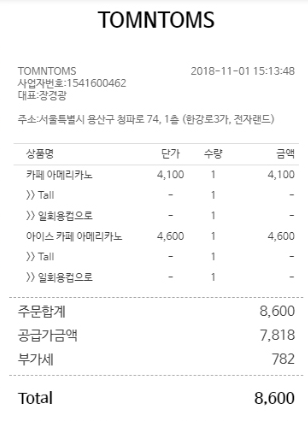 TOMNTOMS
TOMNTOMS 2018-11-01 15:13:48
사업자번호:1541600462
대표:장경광
주소:서울특별시 용산구 청파로 74, 1층 (한강로3가, 전자랜드)
상품명 단가 수량 금액
카페 아메리카노 4,100 1 4,100
>> Tall - 1 -
>> 일회용컵으로 - 1 -
아이스 카페 아메리카노 4,600 1 4,600
>> Tall - 1 -
>> 일회용컵으로 - 1 -
주문합계 8,600
공급가금액 7,818
부가세 782
Total 8,600